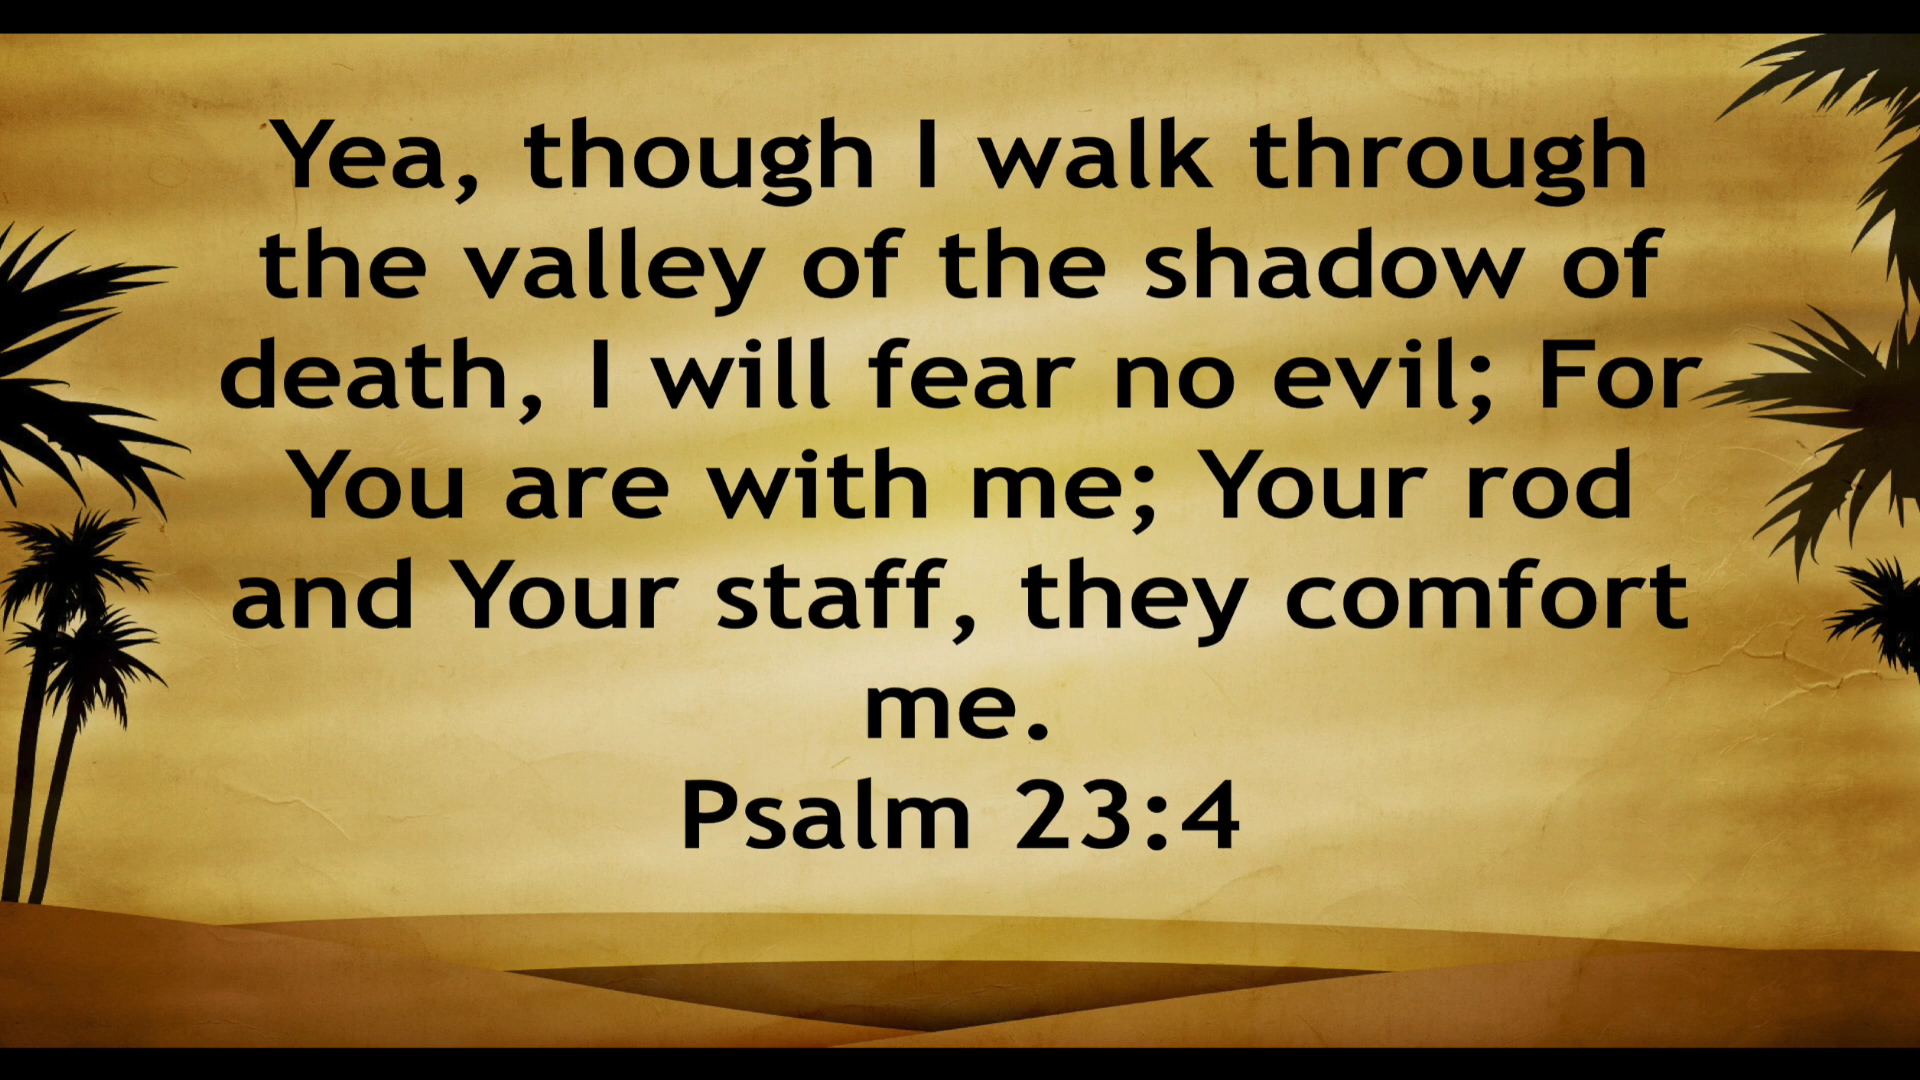 Yea, though I walk through
the valley of the shadow of
death, I will fear no evil; For
You are with me; Your rod
and Your staff, they comfort
me.
Psalm 23:4